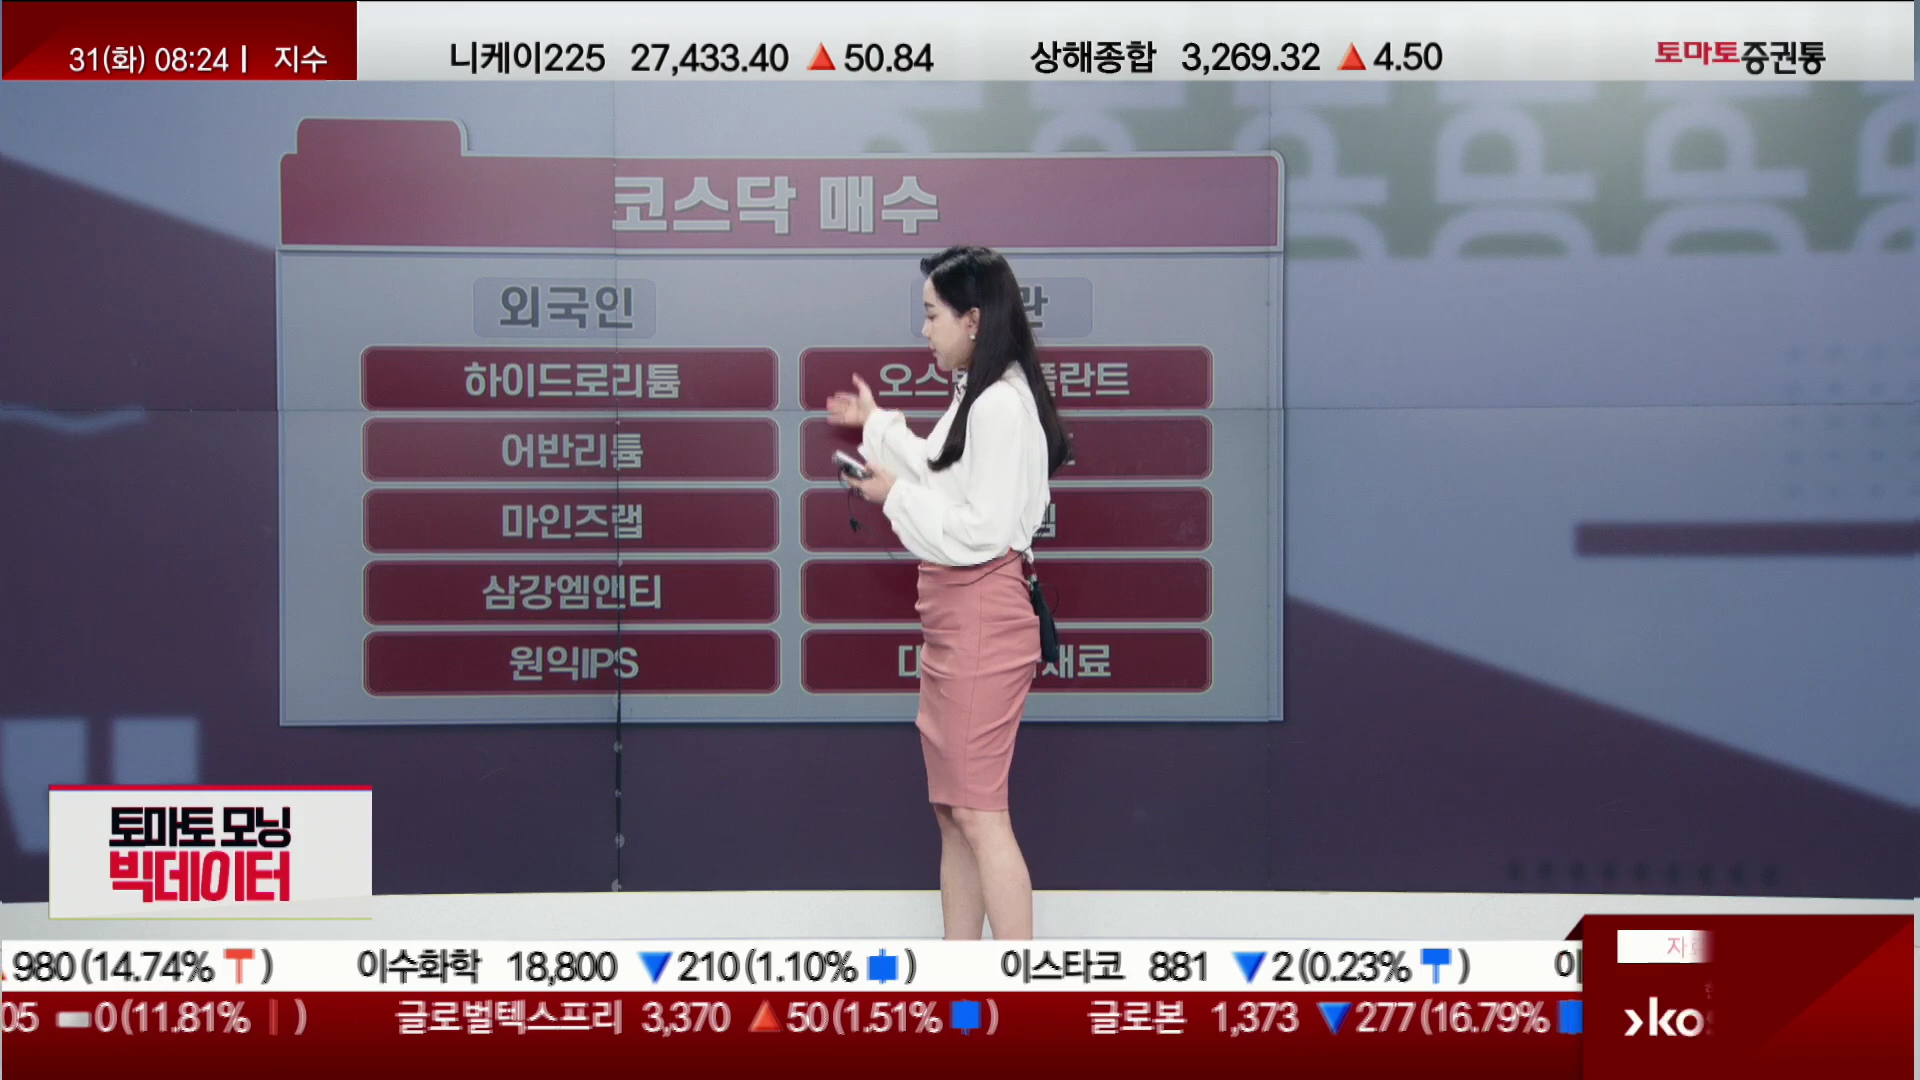 31(화) 08:24 | 지수 니케이225 27,433.40 ▲ 50.84 상해종합 3,269.32 ▲ 4.50 토마토증권통
코스닥 매수
외국인
하이드로리튬
어반리튬
마인즈랩
삼강엠앤티
원익IPS
토마토 모닝
빅데이터
980(14.74% ) 이수화학 18,800 ▼ 210(1.10% ) 이스타코 881 ▼ 2(0.23% )
05 0(11.81% ) 글로벌텍스프리 3,370 ▲ 50(1.51% ) 글로본 1,373 ▼ 277(16.79%